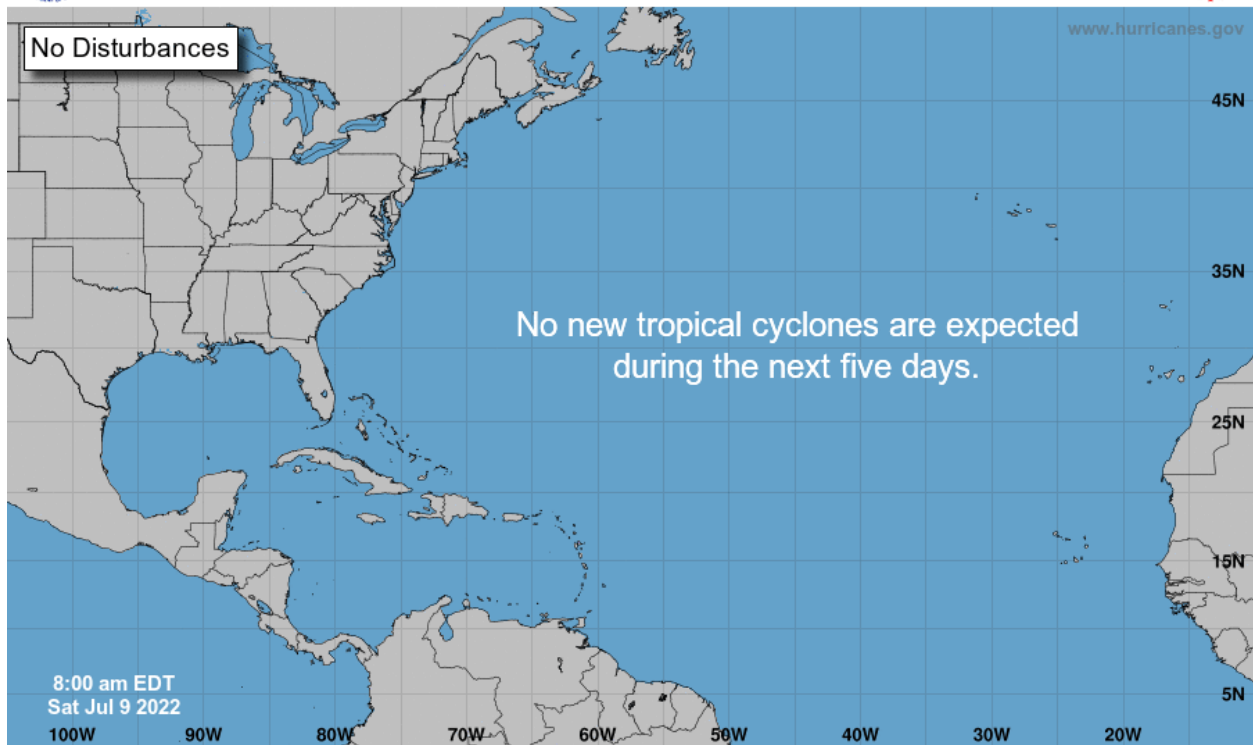 www.hurricanes.gov
No Disturbances
45N
35N
No new tropical cyclones are expected
during the next five days.
25N
15N
8:00 am EDT
Sat Jul 9 2022
5N
100W 90W 80W 70W 60W 50W 40W 30W 20W